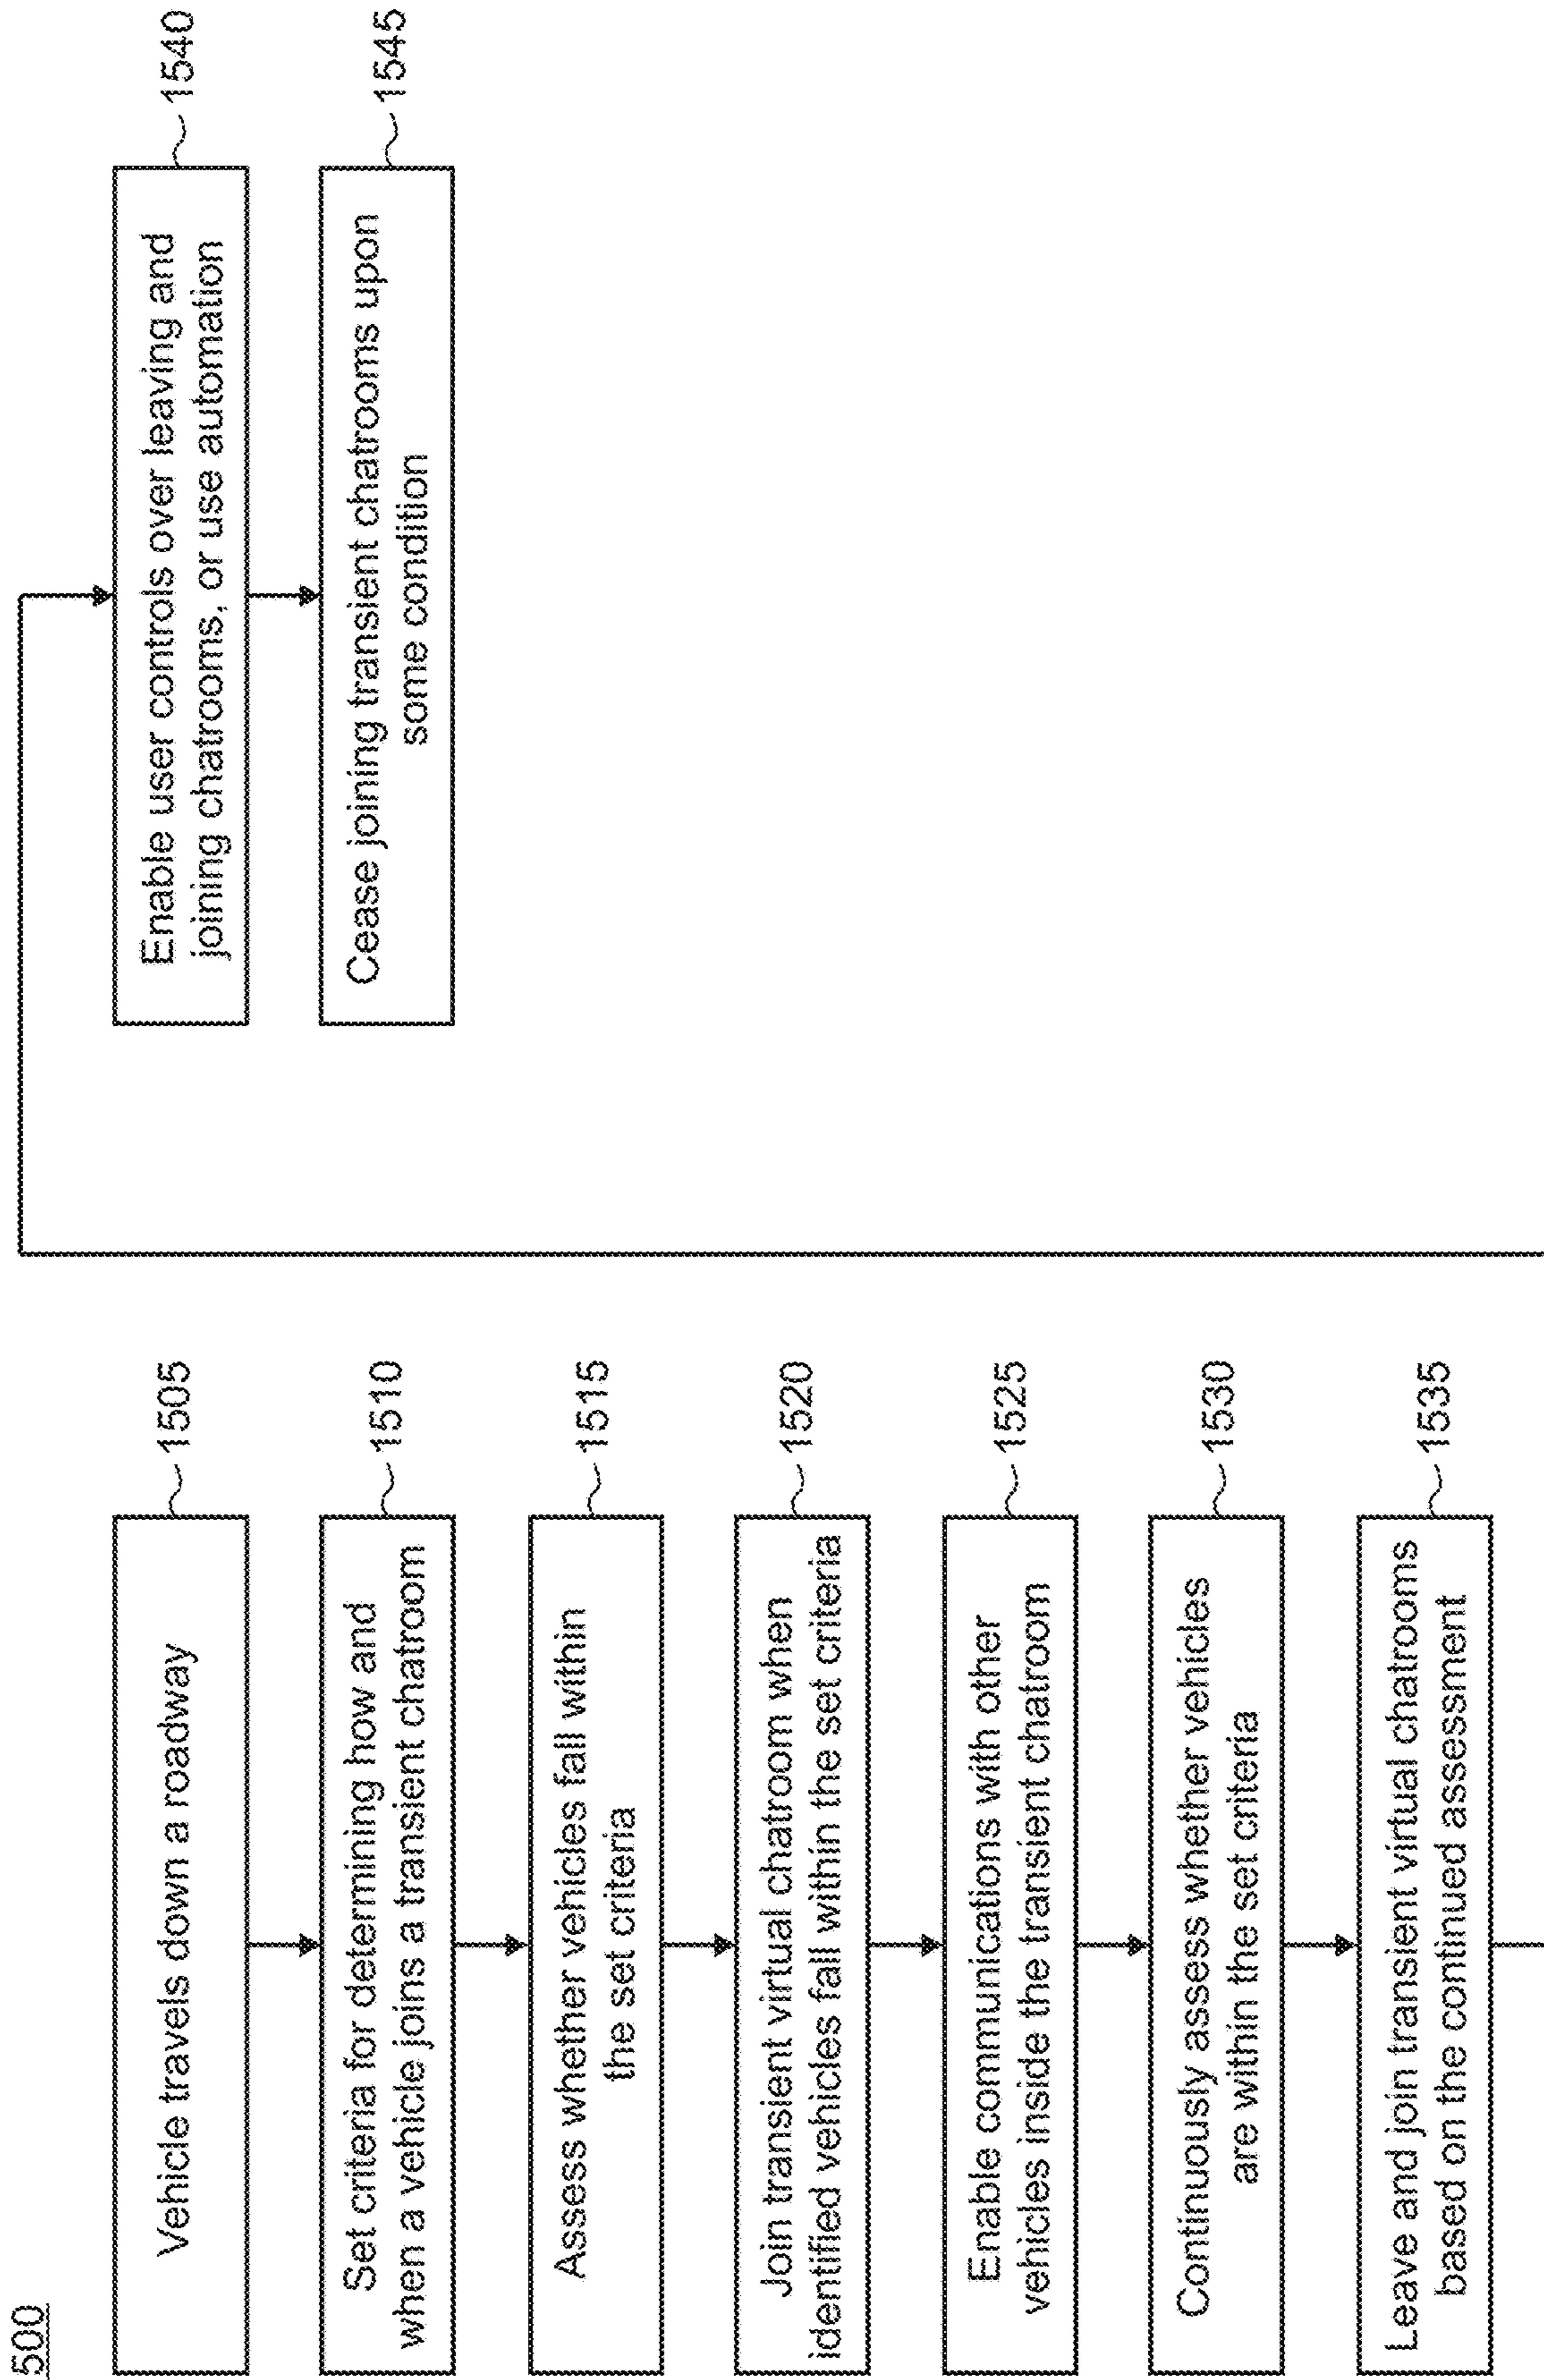 500
Vehicle travels down a roadway
1505
Set criteria for determining how and
when a vehicle joins a transient chatroom
1510
Assess whether vehicles fall within
the set criteria
1515
Join transient virtual chatroom when
identified vehicles fall within the set criteria
1520
Enable communications with other
vehicles inside the transient chatroom
1525
Continuously assess whether vehicles
are within the set criteria
1530
Leave and join transient virtual chatrooms
based on the continued assessment
1535
Enable user controls over leaving and
joining chatrooms, or use automation
1540
Cease joining transient chatrooms upon
some condition
1545